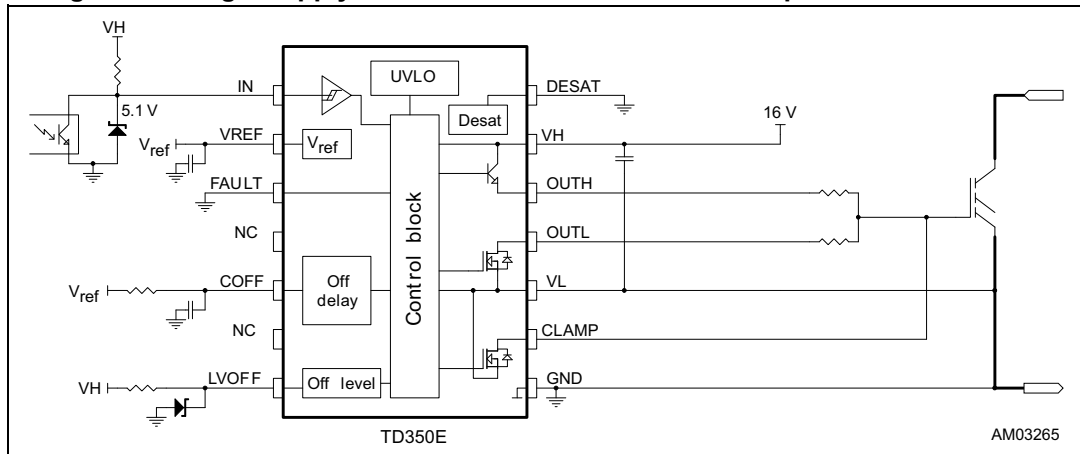 VH
IN
5.1 V
Vref
VREF
FAULT
NC
Vref
COFF
NC
VH
LVOFF
UVLO
Desat
Vref
Control block
Off
delay
Off level
TD350E
DESAT
VH
16 V
OUTH
OUTL
VL
CLAMP
GND
AM03265